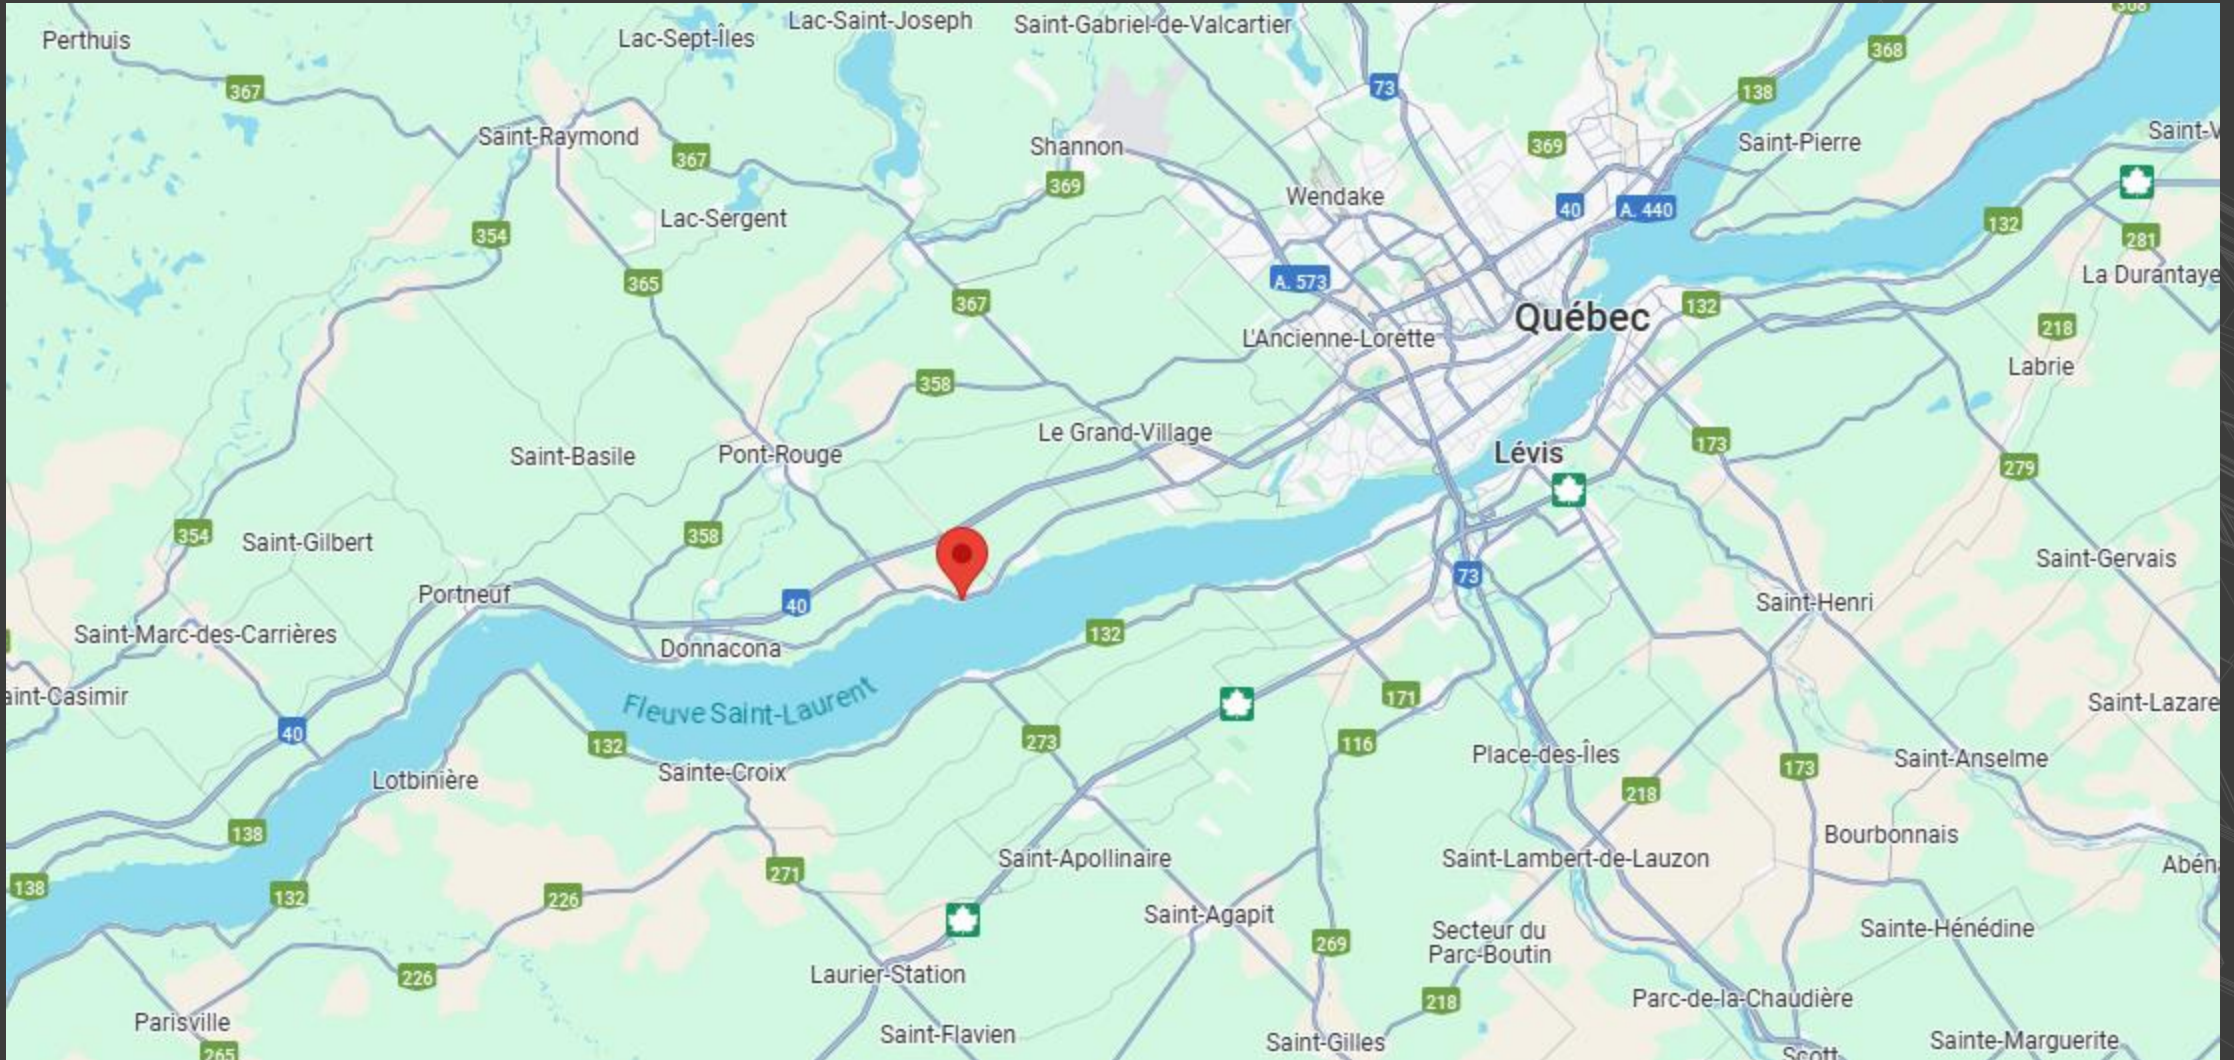 Perthuis
Lac-Sept-Îles
Lac-Saint-Joseph
Saint-Gabriel-de-Valcartier
368
367
73
138
368
Saint-Raymond
367
Shannon
369
369
Saint-Pierre
Saint-V
Lac-Sergent
Wendake
40
A. 440
132
281
354
365
367
A. 573
La Durantaye
Québec
132
218
L'Ancienne-Lorette
358
Labrie
Le Grand-Village
Saint-Basile
Pont-Rouge
Lévis
173
279
354
Saint-Gilbert
358
Saint-Gervais
Portneuf
40
73
Saint-Henri
Saint-Marc-des-Carrières
Donnacona
132
aint-Casimir
Fleuve Saint-Laurent
171
Saint-Lazare
40
132
273
116
Place-des-Îles
Saint-Anselme
Lotbinière
Sainte-Croix
218
173
138
Bourbonnais
138
132
226
271
Saint-Apollinaire
Saint-Lambert-de-Lauzon
Abén
Saint-Agapit
Secteur du
Parc-Boutin
Sainte-Hénédine
269
226
Laurier-Station
218
Parc-de-la-Chaudière
Parisville
Saint-Flavien
Saint-Gilles
Sainte-Marguerite
265
Scott